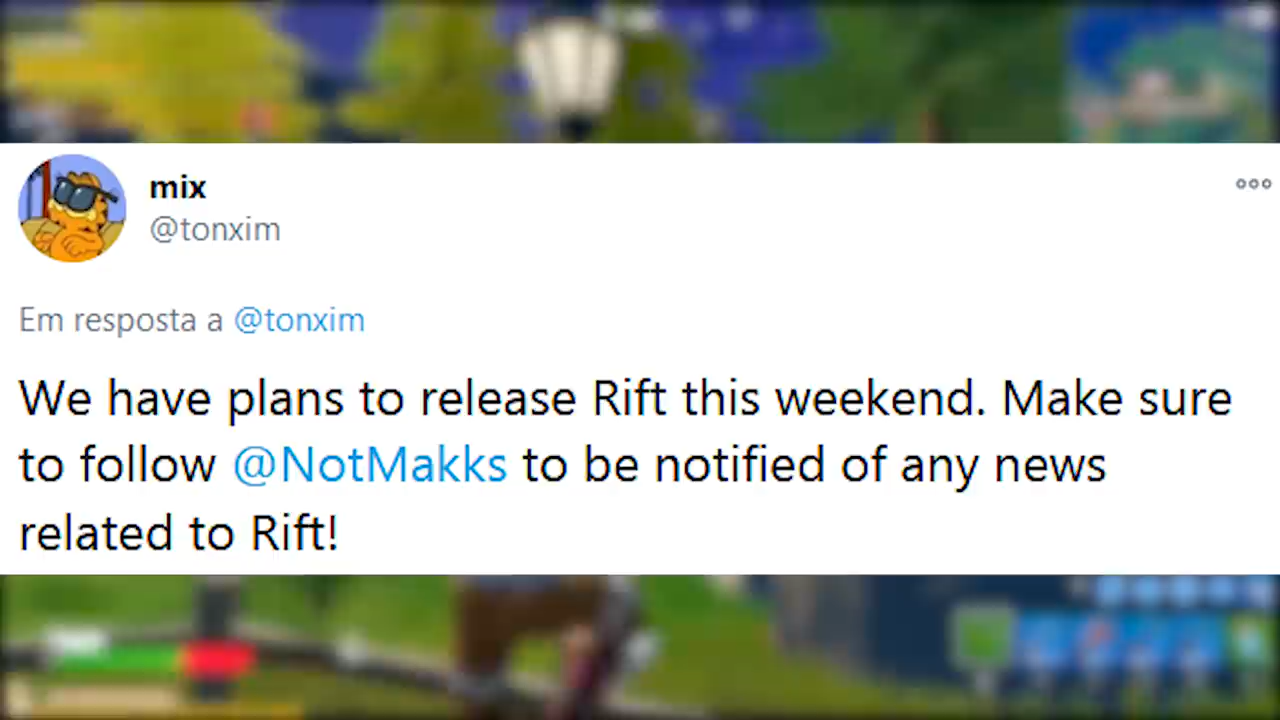 mix
@tonxim
Em resposta a @tonxim
We have plans to release Rift this weekend. Make sure
to follow @NotMakks to be notified of any news
related to Rift!